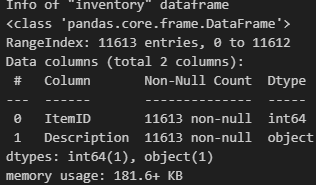 Info of "inventory" dataframe
<class 'pandas.core.frame.DataFrame'>
RangeIndex: 11613 entries, 0 to 11612
Data columns (total 2 columns):
 #   Column       Non-Null Count  Dtype
---  ------       --------------  -----
 0   ItemID       11613 non-null  int64
 1   Description  11613 non-null  object
dtypes: int64(1), object(1)
memory usage: 181.6+ KB